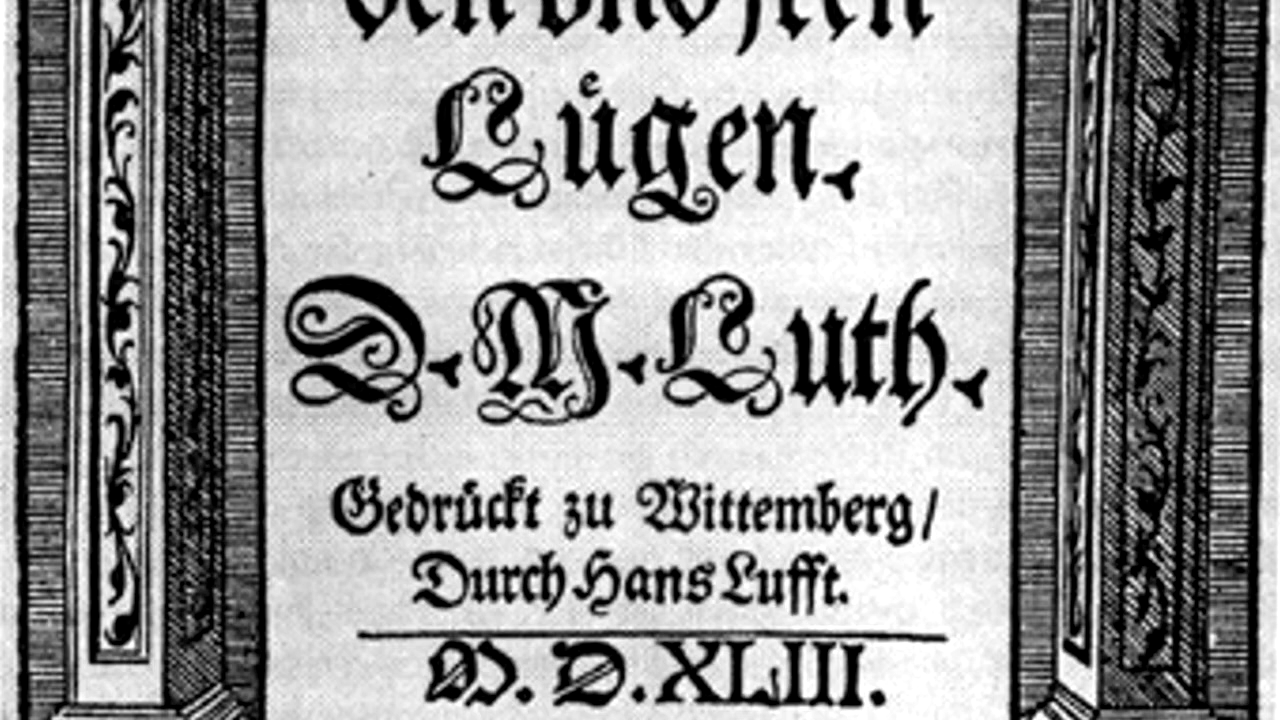 Lügen.
D. M. Luth.
Gedrückt zu Wittemberg/
Durch Hans Lufft.
M. D. XLIII.